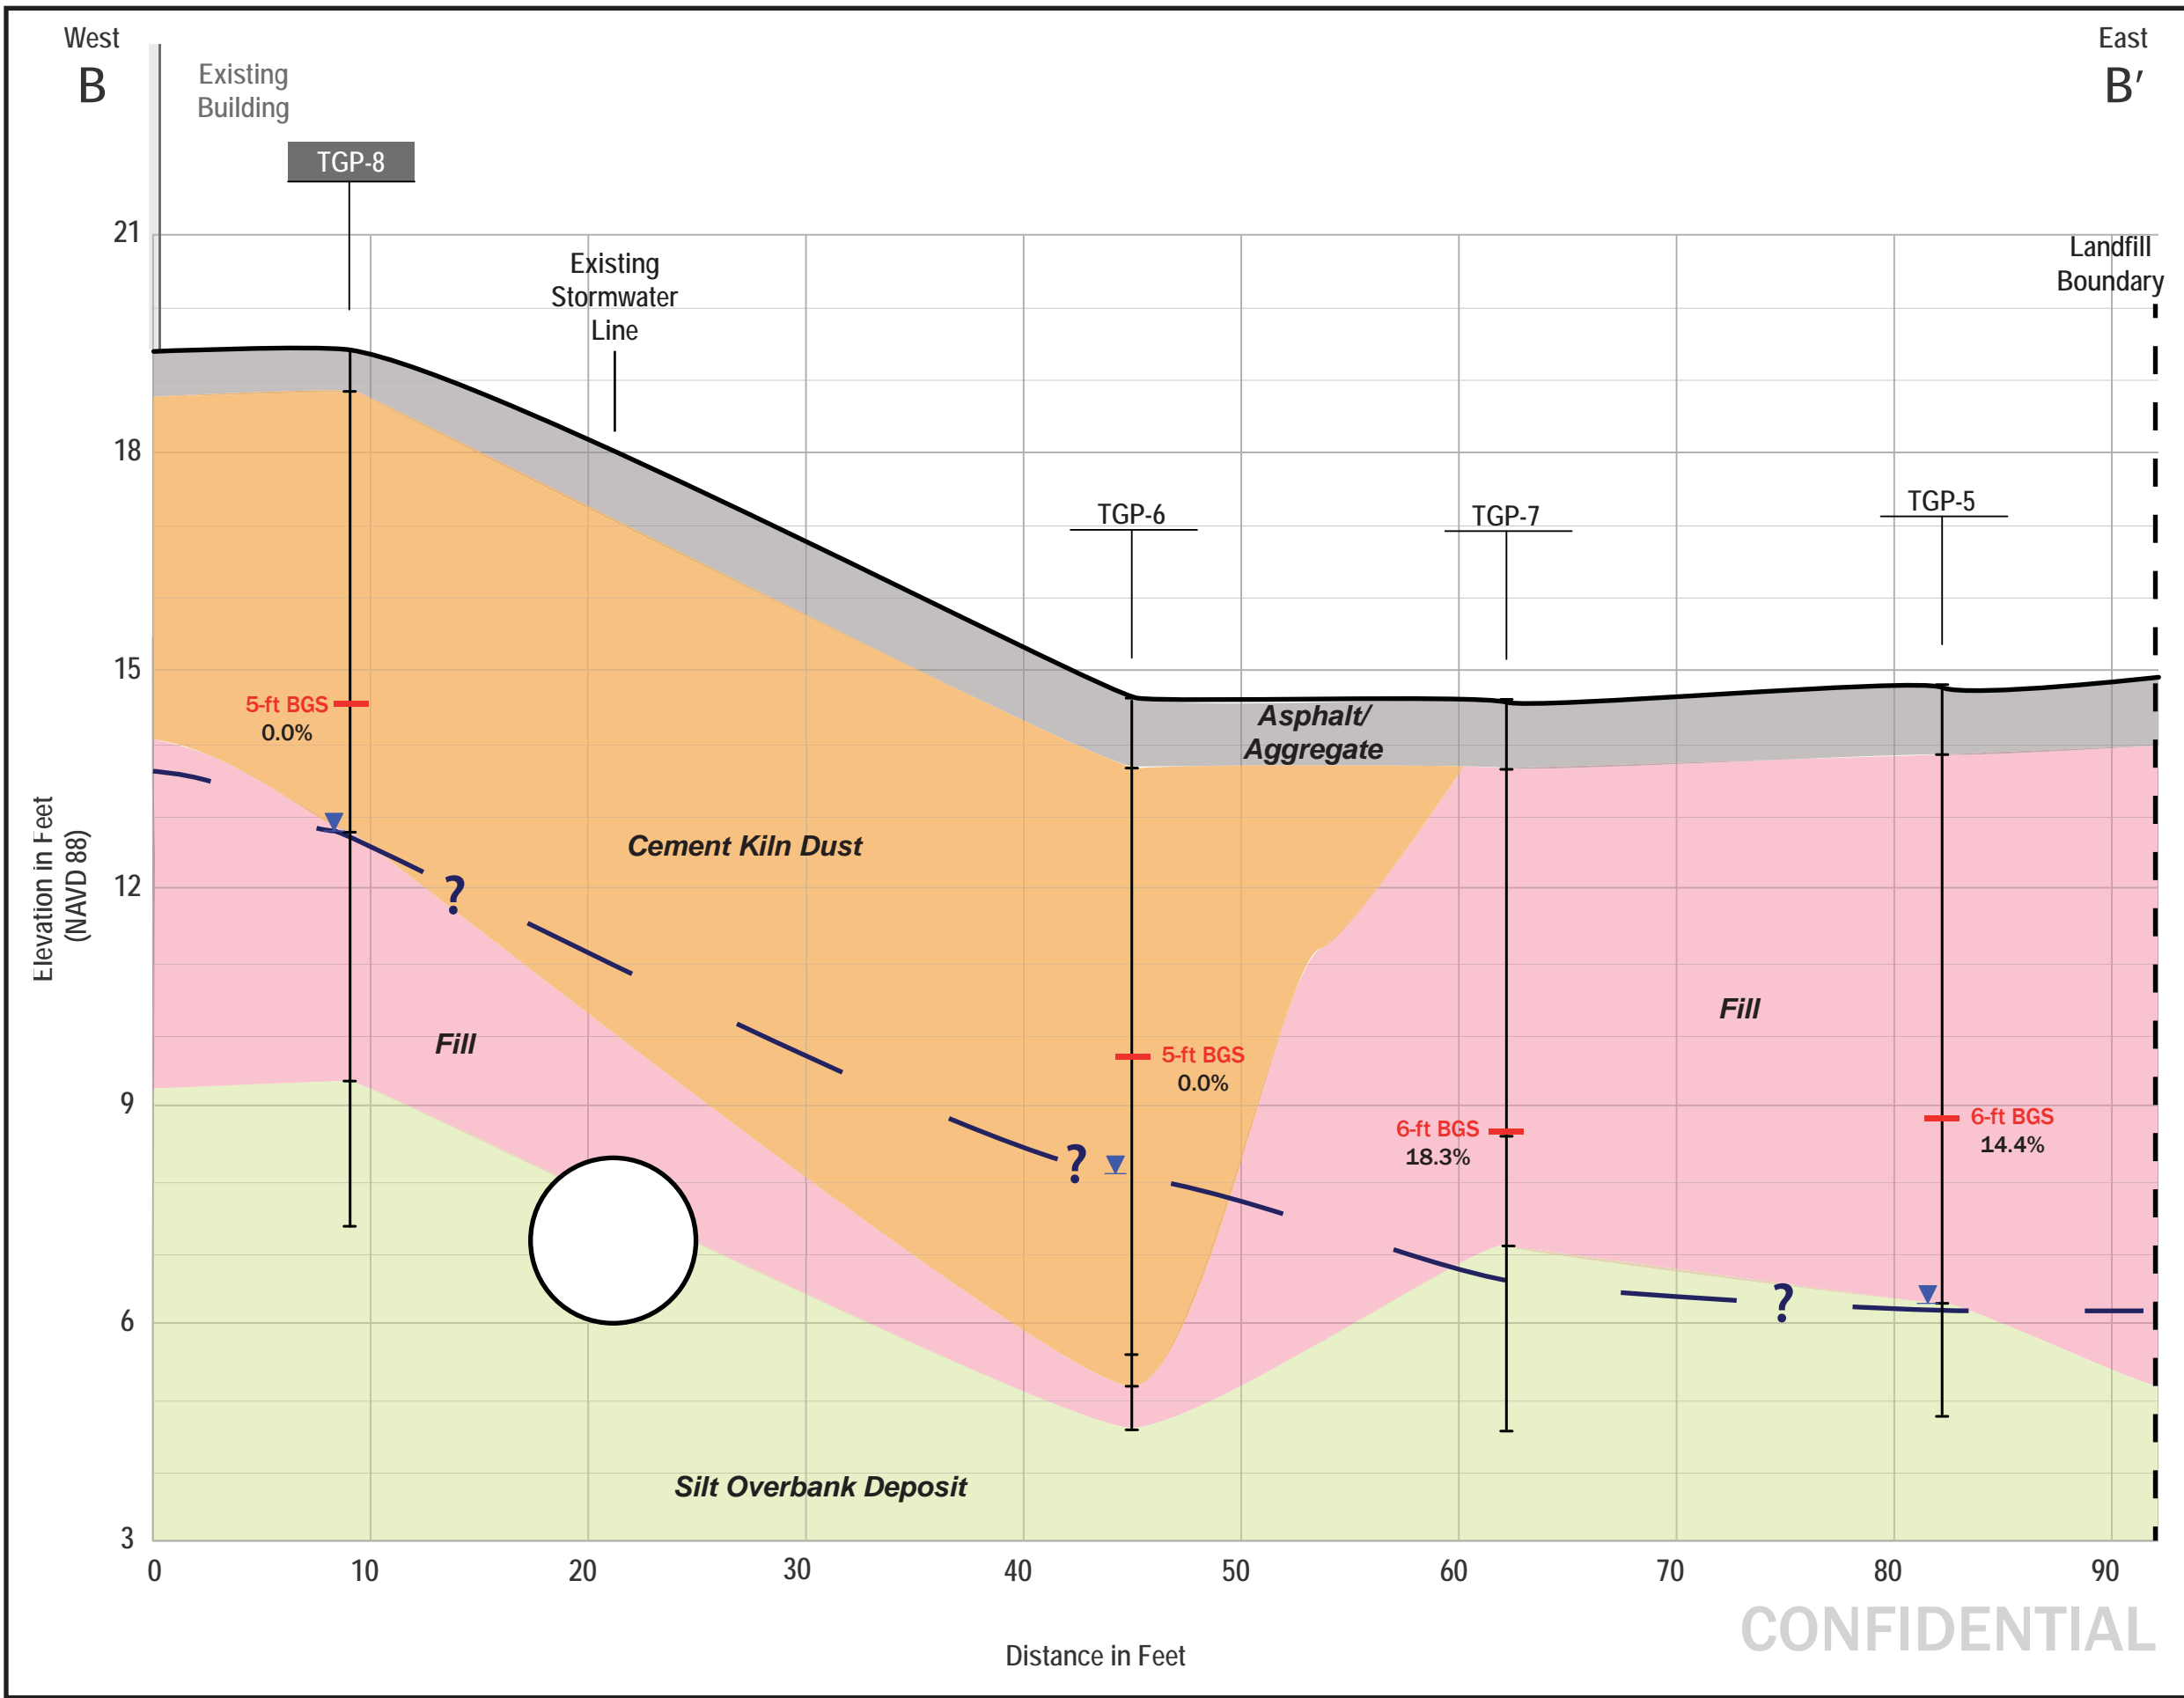 West
East
B
B′
Existing
Building
TGP-8
21
Existing
Stormwater
Line
Landfill
Boundary
18
TGP-6
TGP-7
TGP-5
15
5-ft BGS
0.0%
Asphalt/
Aggregate
Cement Kiln Dust
12
?
Elevation in Feet
(NAVD 88)
Fill
Fill
5-ft BGS
0.0%
9
6-ft BGS
18.3%
6-ft BGS
14.4%
?
?
6
Silt Overbank Deposit
3
0 10 20 30 40 50 60 70 80 90
CONFIDENTIAL
Distance in Feet